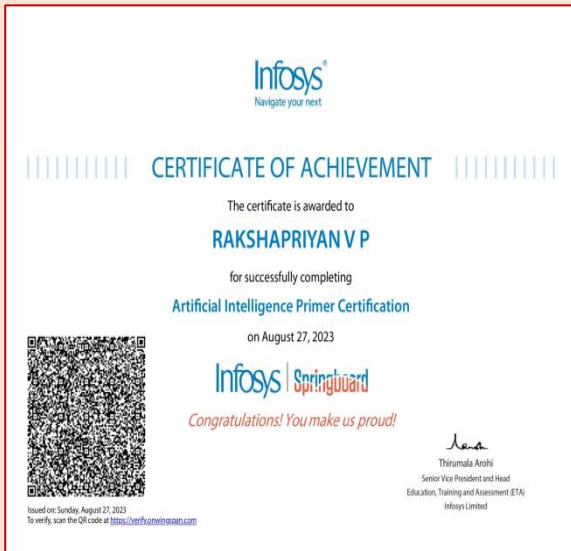 Infosys®
Navigate your next
CERTIFICATE OF ACHIEVEMENT
The certificate is awarded to
RAKSHAPRIYAN V P
for successfully completing
Artificial Intelligence Primer Certification
on August 27, 2023
Infosys | Springboard
Congratulations! You make us proud!
Thirumala Arohi
Senior Vice President and Head
Education, Training and Assessment (ETA)
Infosys Limited
Issued on: Sunday, August 27, 2023
To verify, scan the QR code at https://verify.onwingspan.com